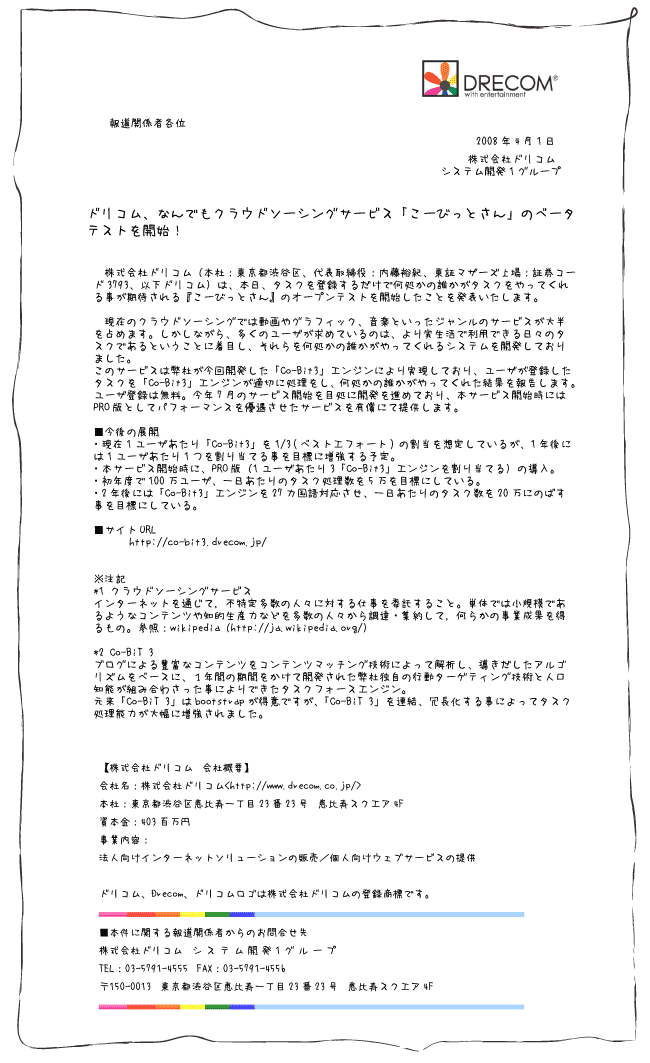 DRECOM®
with entertainment
報道関係者各位
2008年4月1日
株式会社ドリコム
システム開発1グループ
ドリコム、なんでもクラウドソーシングサービス「こーびっとさん」のベータ
テストを開始!
株式会社ドリコム(本社:東京都渋谷区、代表取締役:内藤裕紀、東証マザーズ上場:証券コー
ド3793、以下ドリコム)は、本日、タスクを登録するだけで何処かの誰かがタスクをやってくれ
る事が期待される『こーびっとさん』のオープンテストを開始したことを発表いたします。
現在のクラウドソーシングでは動画やグラフィック、音楽といったジャンルのサービスが大半
を占めます。しかしながら、多くのユーザが求めているのは、より実生活で利用できる日々のタ
スクであるということに着目し、それらを何処かの誰かがやってくれるシステムを開発しており
ました。
このサービスは弊社が今回開発した「Co-Bit3」エンジンにより実現しており、ユーザが登録した
タスクを「Co-Bit3」エンジンが適切に処理をし、何処かの誰かがやってくれた結果を報告します。
ユーザ登録は無料。今年7月のサービス開始を目処に開発を進めており、本サービス開始時には
PRO版としてパフォーマンスを優遇させたサービスを有償にて提供します。
■今後の展開
・現在1ユーザあたり「Co-Bit3」を1/3(ベストエフォート)の割当を想定しているが、1年後に
は1ユーザあたり1つを割り当てる事を目標に増強する予定。
・本サービス開始時に、PRO版(1ユーザあたり3「Co-Bit3」エンジンを割り当てる)の導入。
・初年度で100万ユーザ、一日あたりのタスク処理数を5万を目標にしている。
・2年後には「Co-Bit3」エンジンを27カ国語対応させ、一日あたりのタスク数を20万にのばす
事を目標にしている。
■サイトURL
http://co-bit3.drecom.jp/
※注記
*1 クラウドソーシングサービス
インターネットを通じて,不特定多数の人々に対する仕事を委託すること。単体では小規模であ
るようなコンテンツや知的生産力などを多数の人々から調達・集約して,何らかの事業成果を得
るもの。参照:wikipedia (http://ja.wikipedia.org/)
*2 Co-BiT 3
ブログによる豊富なコンテンツをコンテンツマッチング技術によって解析し、導きだしたアルゴ
リズムをベースに、1年間の期間をかけて開発された弊社独自の行動ターゲティング技術と人口
知能が組み合わさった事によりできたタスクフォースエンジン。
元来「Co-BiT 3」はbootstrapが得意ですが、「Co-BiT 3」を連結、冗長化する事によってタスク
処理能力が大幅に増強されました。
【株式会社ドリコム 会社概要】
会社名:株式会社ドリコム<http://www.drecom.co.jp/>
本社:東京都渋谷区恵比寿一丁目23番23号 恵比寿スクエア4F
資本金:403百万円
事業内容:
法人向けインターネットソリューションの販売/個人向けウェブサービスの提供
ドリコム、Drecom、ドリコムロゴは株式会社ドリコムの登録商標です。
■本件に関する報道関係者からのお問合せ先
株式会社ドリコム システム開発1グループ
TEL:03-5791-4555 FAX:03-5791-4556
〒150-0013 東京都渋谷区恵比寿一丁目23番23号 恵比寿スクエア4F